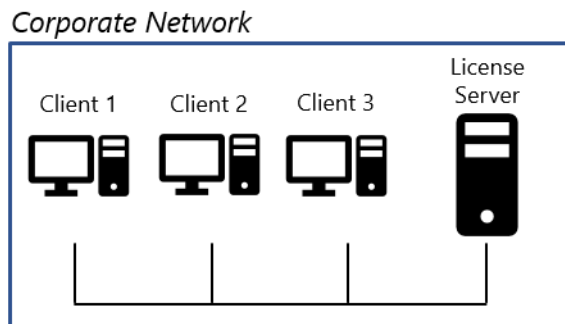 Corporate Network
Client 1
Client 2
Client 3
License
Server